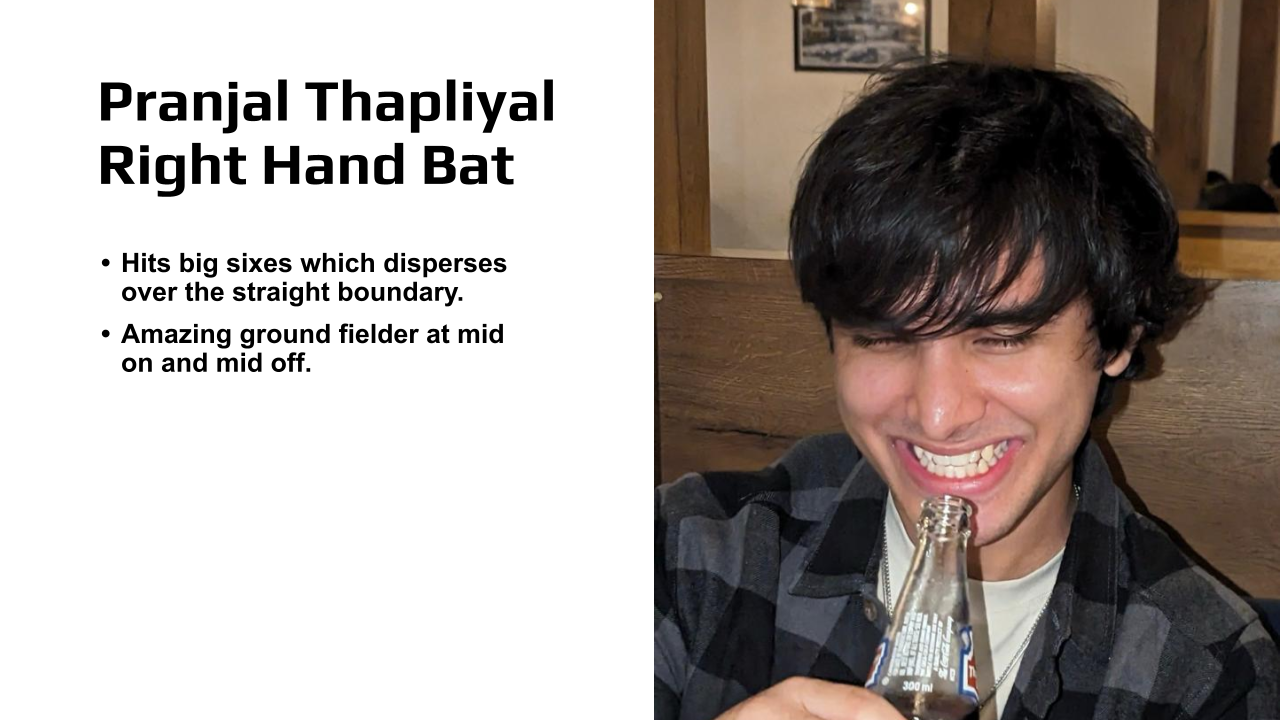 Pranjal Thapliyal
Right Hand Bat
• Hits big sixes which disperses
over the straight boundary.
• Amazing ground fielder at mid
on and mid off.
300 ml